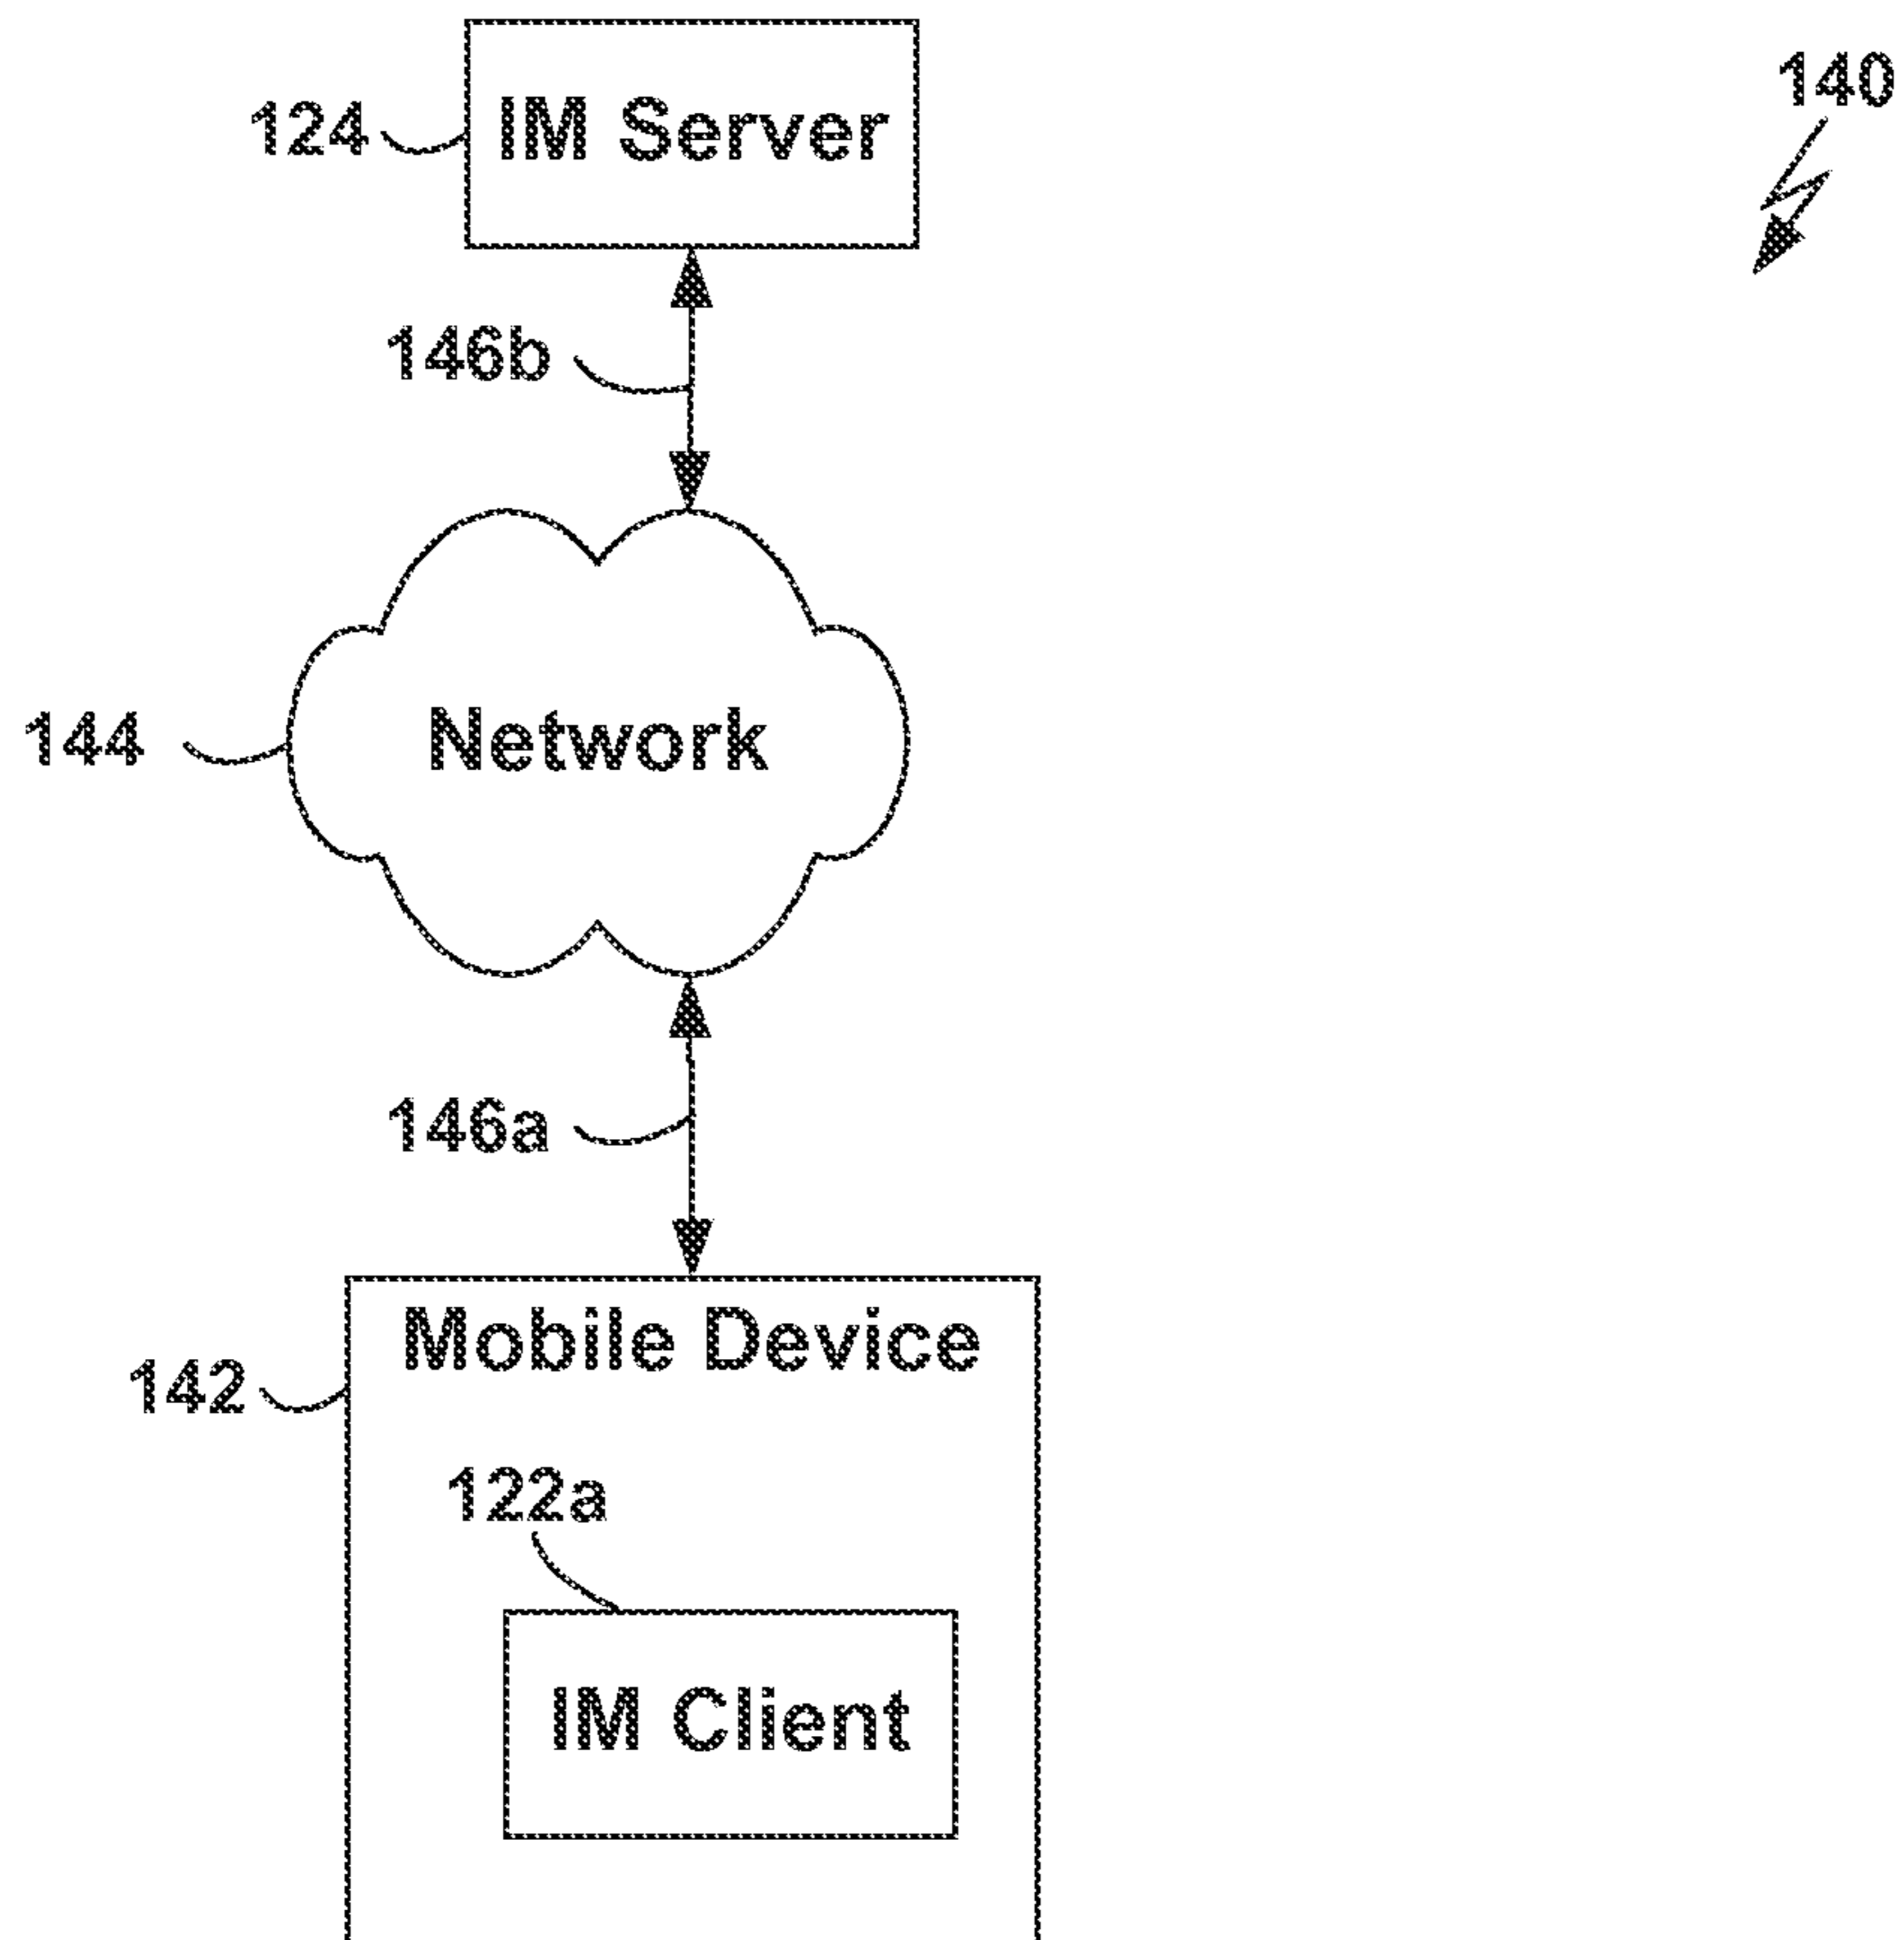 140
124 IM Server
146b
144 Network
146a
Mobile Device
142
122a
IM Client